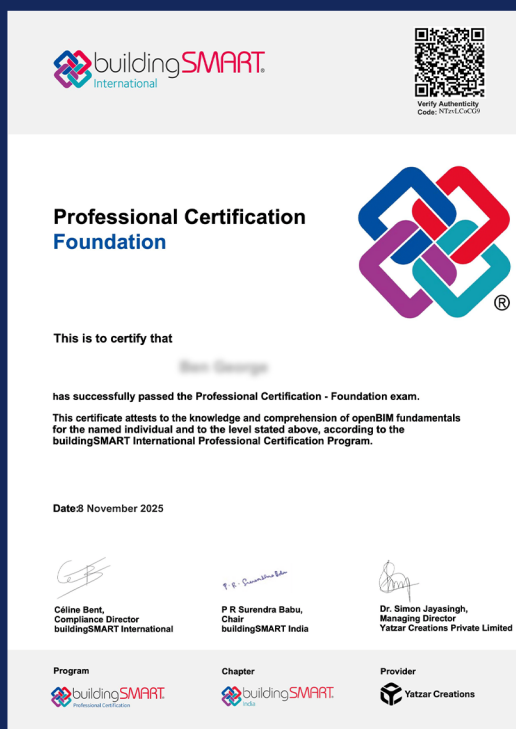 buildingSMART®
International
Verify Authenticity
Code: NTzvLCoCG9
Professional Certification
Foundation
®
This is to certify that
has successfully passed the Professional Certification - Foundation exam.
This certificate attests to the knowledge and comprehension of openBIM fundamentals
for the named individual and to the level stated above, according to the
buildingSMART International Professional Certification Program.
Date:8 November 2025
Céline Bent,
Compliance Director
buildingSMART International
P R Surendra Babu,
Chair
buildingSMART India
Dr. Simon Jayasingh,
Managing Director
Yatzar Creations Private Limited
Program
Chapter
Provider
buildingSMART.
Professional Certification
buildingSMART.
India
Yatzar Creations